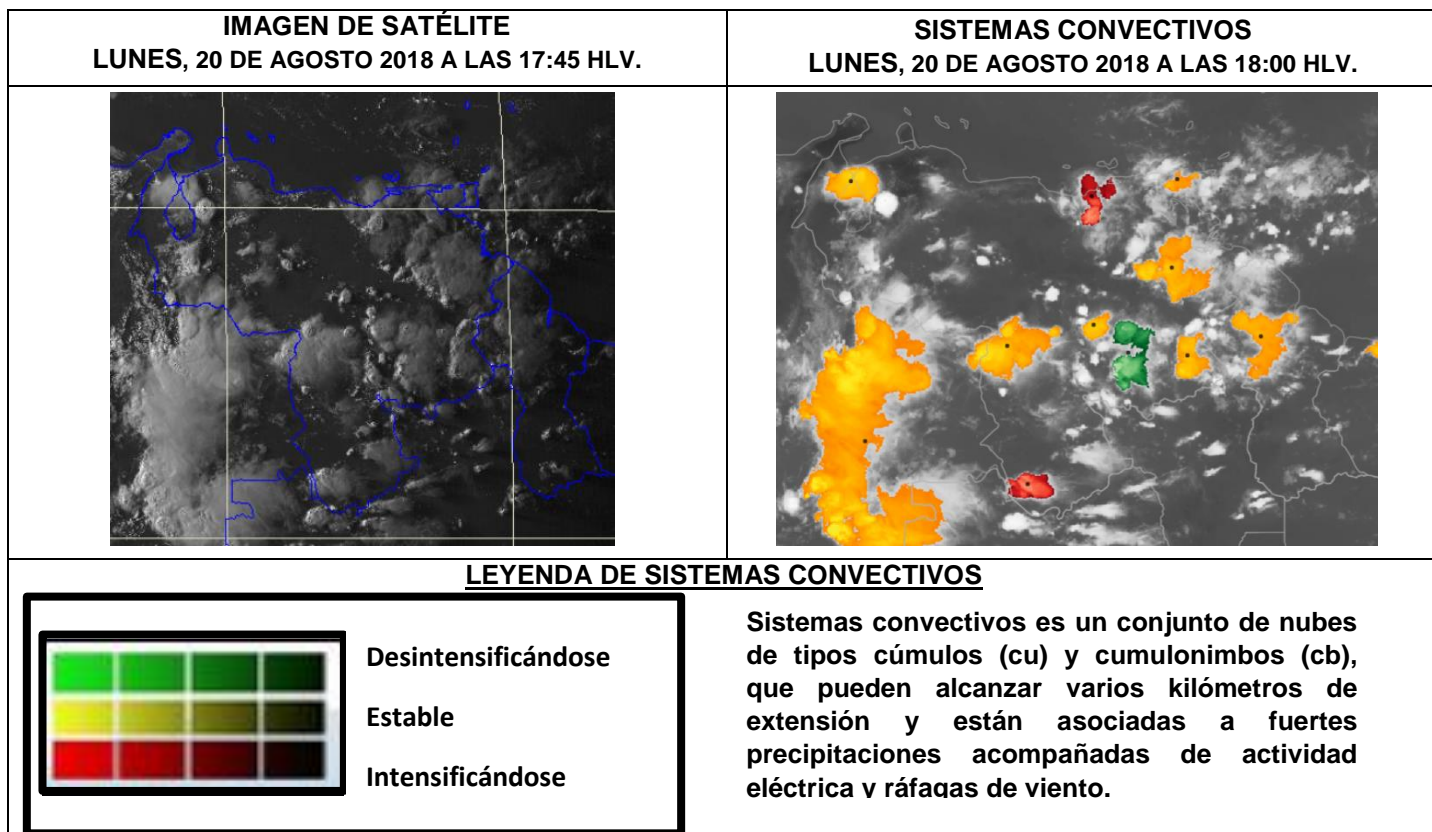 IMAGEN DE SATÉLITE
LUNES, 20 DE AGOSTO 2018 A LAS 17:45 HLV.
SISTEMAS CONVECTIVOS
LUNES, 20 DE AGOSTO 2018 A LAS 18:00 HLV.
LEYENDA DE SISTEMAS CONVECTIVOS
Desintensificándose
Estable
Intensificándose
Sistemas convectivos es un conjunto de nubes
de tipos cúmulos (cu) y cumulonimbos (cb),
que pueden alcanzar varios kilómetros de
extensión y están asociadas a fuertes
precipitaciones acompañadas de actividad
eléctrica y ráfagas de viento.